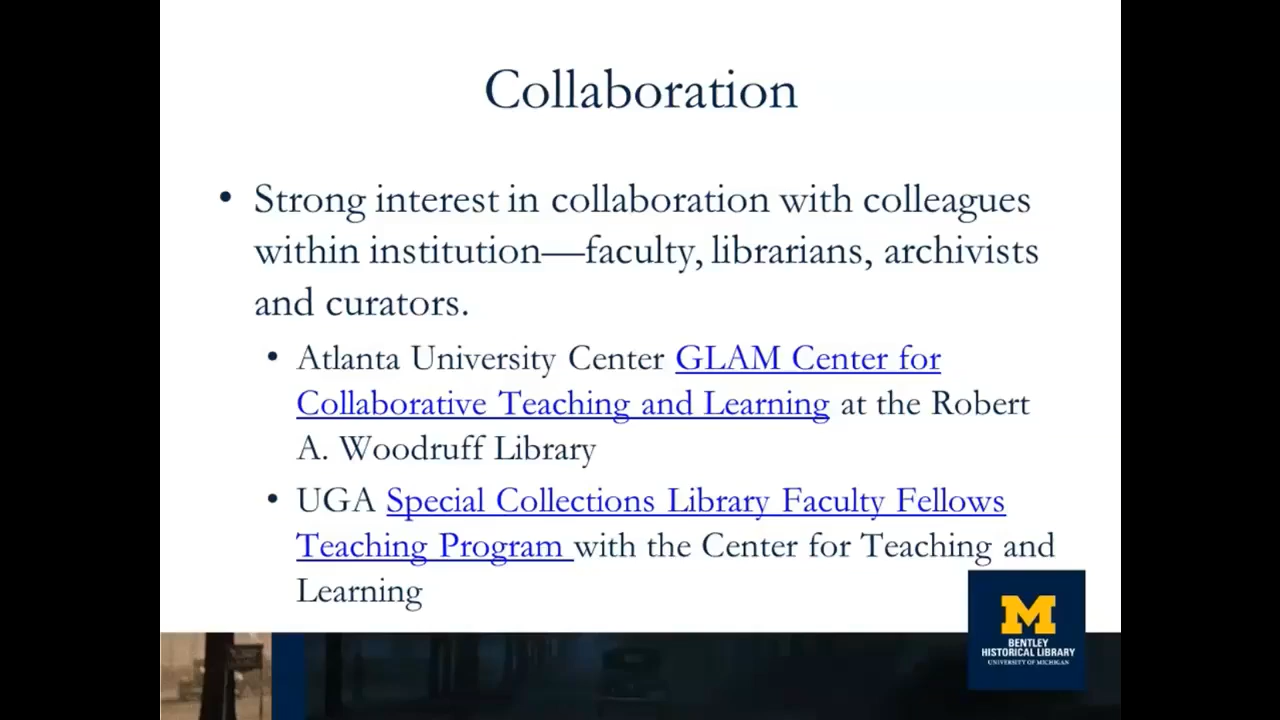 Collaboration
• Strong interest in collaboration with colleagues
within institution—faculty, librarians, archivists
and curators.
• Atlanta University Center GLAM Center for
Collaborative Teaching and Learning at the Robert
A. Woodruff Library
• UGA Special Collections Library Faculty Fellows
Teaching Program with the Center for Teaching and
Learning
M
BENTLEY
HISTORICAL LIBRARY
UNIVERSITY OF MICHIGAN